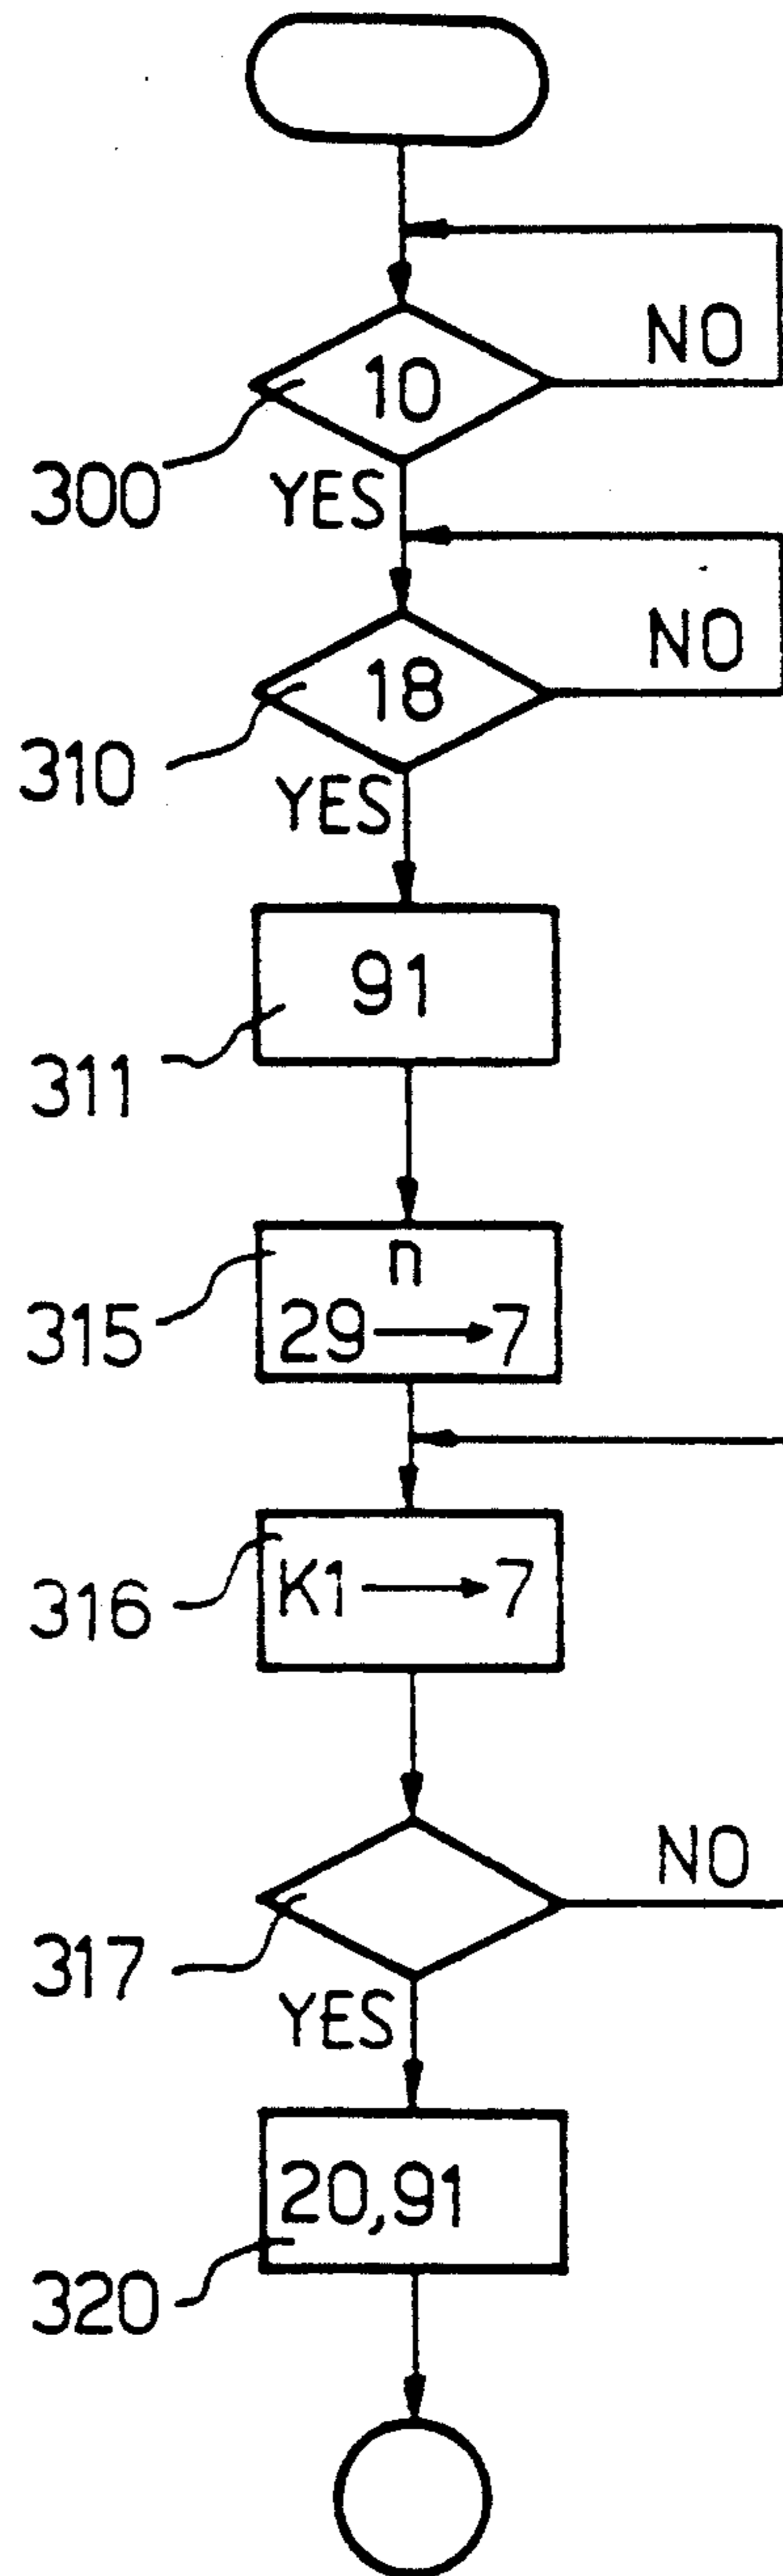 NO
10
300
YES
NO
18
310
YES
91
311
n
315
29 → 7
316
K1 → 7
NO
317
YES
20,91
320